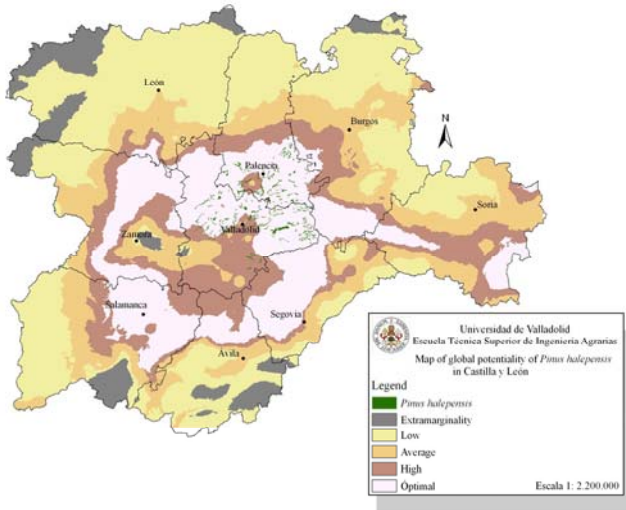 León
Burgos
N
Palencia
Soria
Valladolid
Zamora
Salamanca
Segovia
Ávila
Universidad de Valladolid
Escuela Técnica Superior de Ingeniería Agrarias
Map of global potentiality of Pinus halepensis
in Castilla y León
Legend
Pinus halepensis
Extramarginality
Low
Average
High
Óptimal
Escala 1: 2.200.000